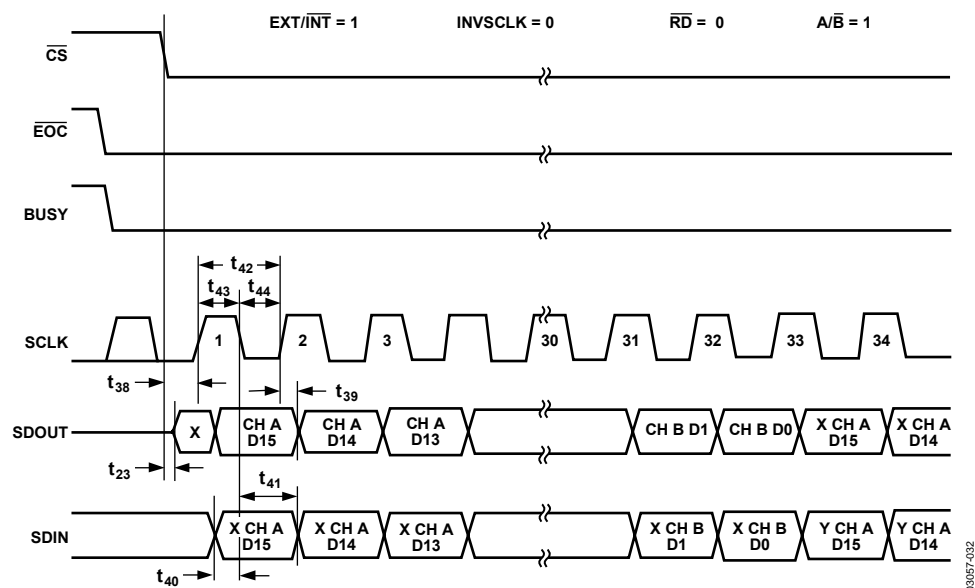 EXT/INT = 1 INVSCLK = 0 RD = 0 A/B = 1
CS
EOC
BUSY
t42
t43 t44
SCLK 1 2 3 30 31 32 33 34
t38
t39
SDOUT X CH A D15 CH A D14 CH A D13 CH B D1 CH B D0 X CH A D15 X CH A D14
t23
t41
SDIN X CH A D15 X CH A D14 X CH A D13 X CH B D1 X CH B D0 Y CH A D15 Y CH A D14
t40
03057-032